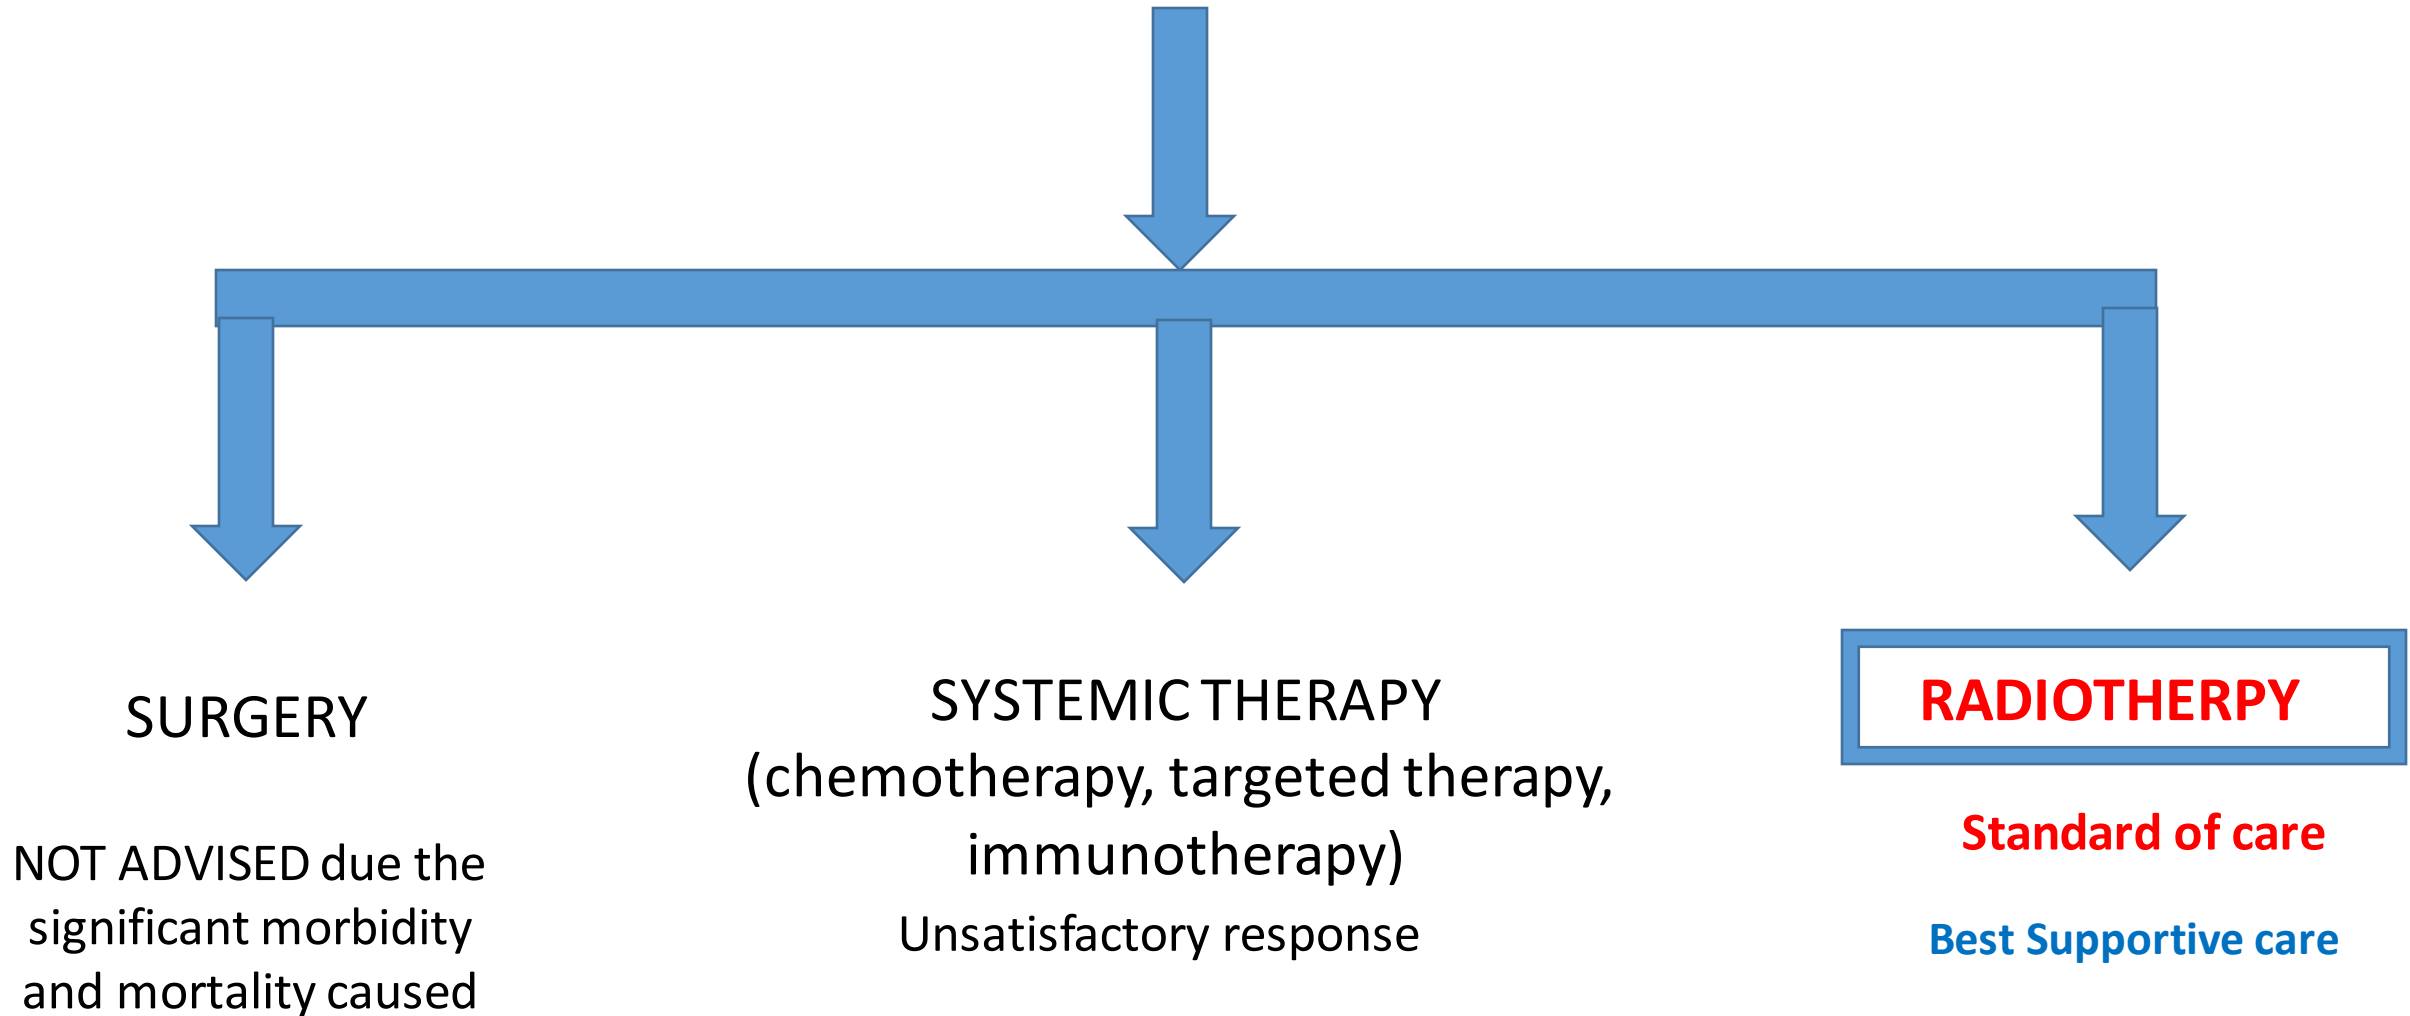 SURGERY
NOT ADVISED due the
significant morbidity
and mortality caused
SYSTEMIC THERAPY
(chemotherapy, targeted therapy,
immunotherapy)
Unsatisfactory response
RADIOTHERPY
Standard of care
Best Supportive care